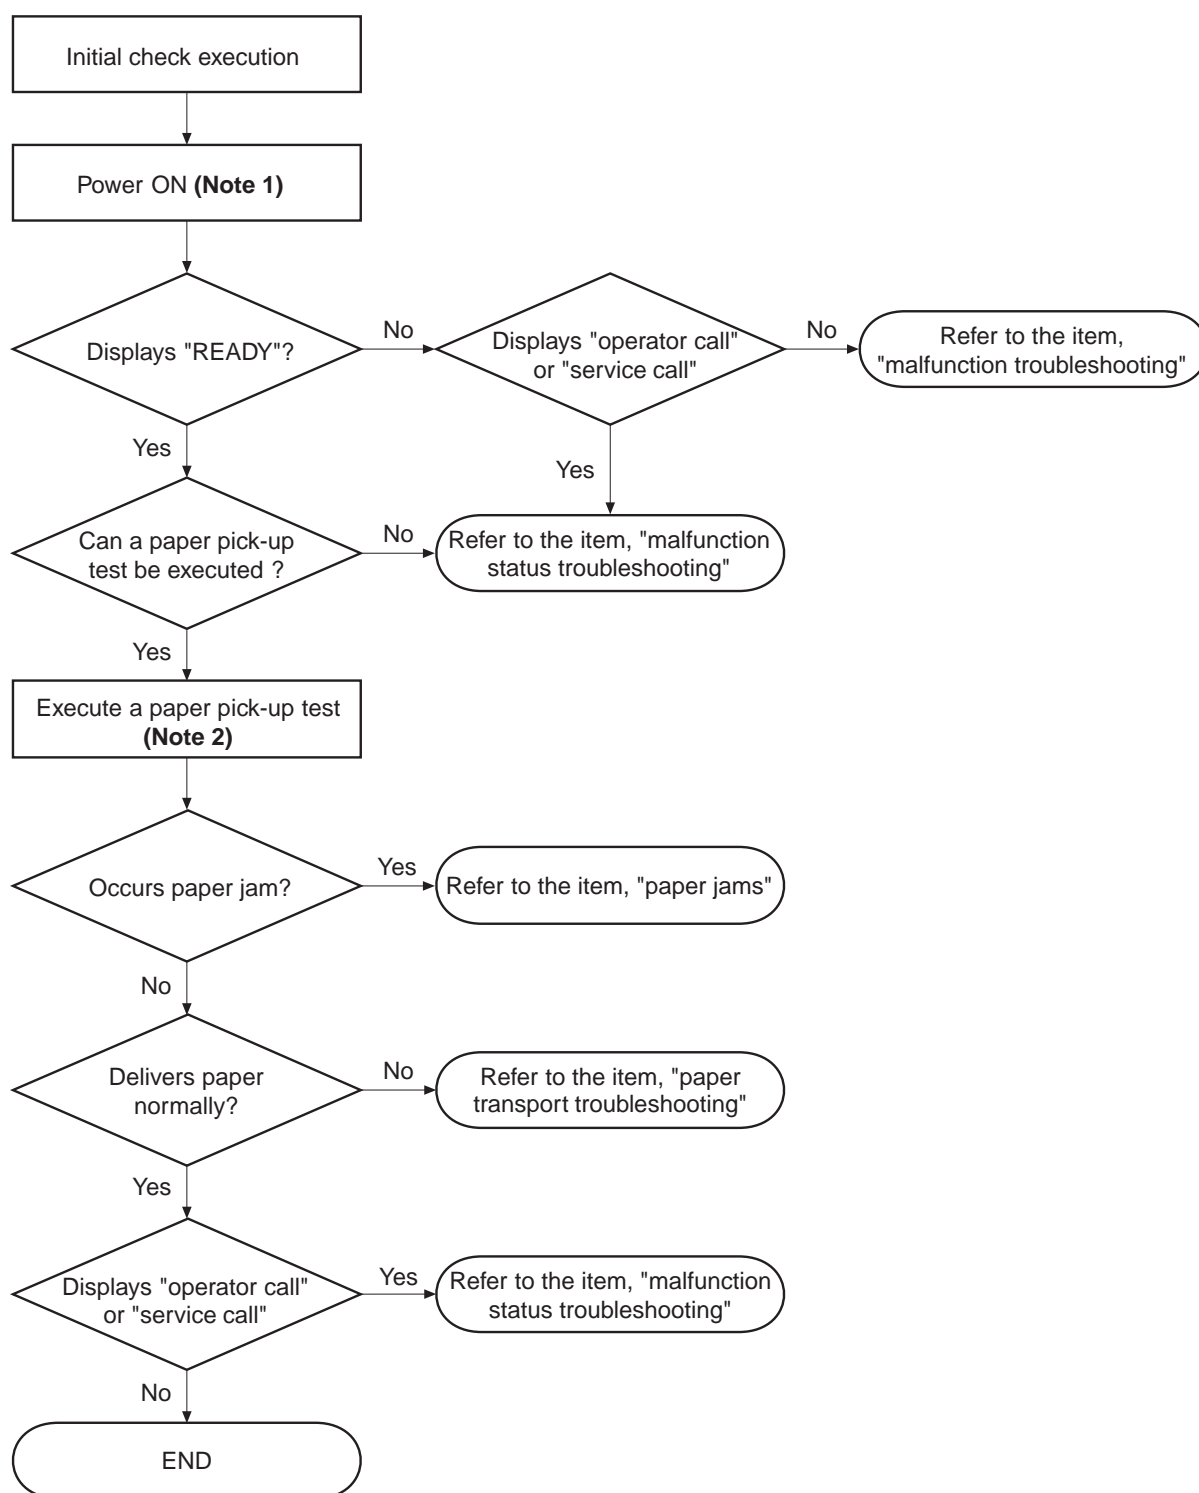 Initial check execution
Power ON (Note 1)
Displays "READY"?
No
Displays "operator call"
or "service call"
No
Refer to the item,
"malfunction troubleshooting"
Yes
Yes
Can a paper pick-up
test be executed ?
No
Refer to the item, "malfunction
status troubleshooting"
Yes
Execute a paper pick-up test
(Note 2)
Occurs paper jam?
Yes
Refer to the item, "paper jams"
No
Delivers paper
normally?
No
Refer to the item, "paper
transport troubleshooting"
Yes
Displays "operator call"
or "service call"
Yes
Refer to the item, "malfunction
status troubleshooting"
No
END